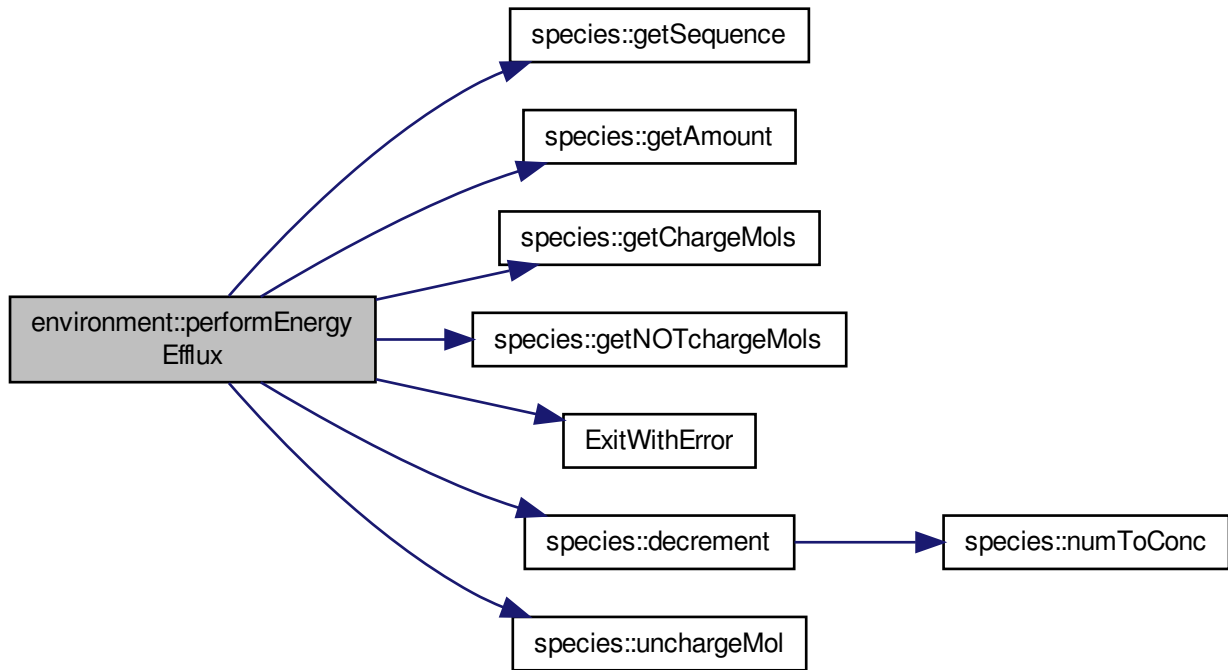 species::getSequence
species::getAmount
species::getChargeMols
environment::performEnergy
Efflux
species::getNOTchargeMols
ExitWithError
species::decrement
species::numToConc
species::unchargeMol